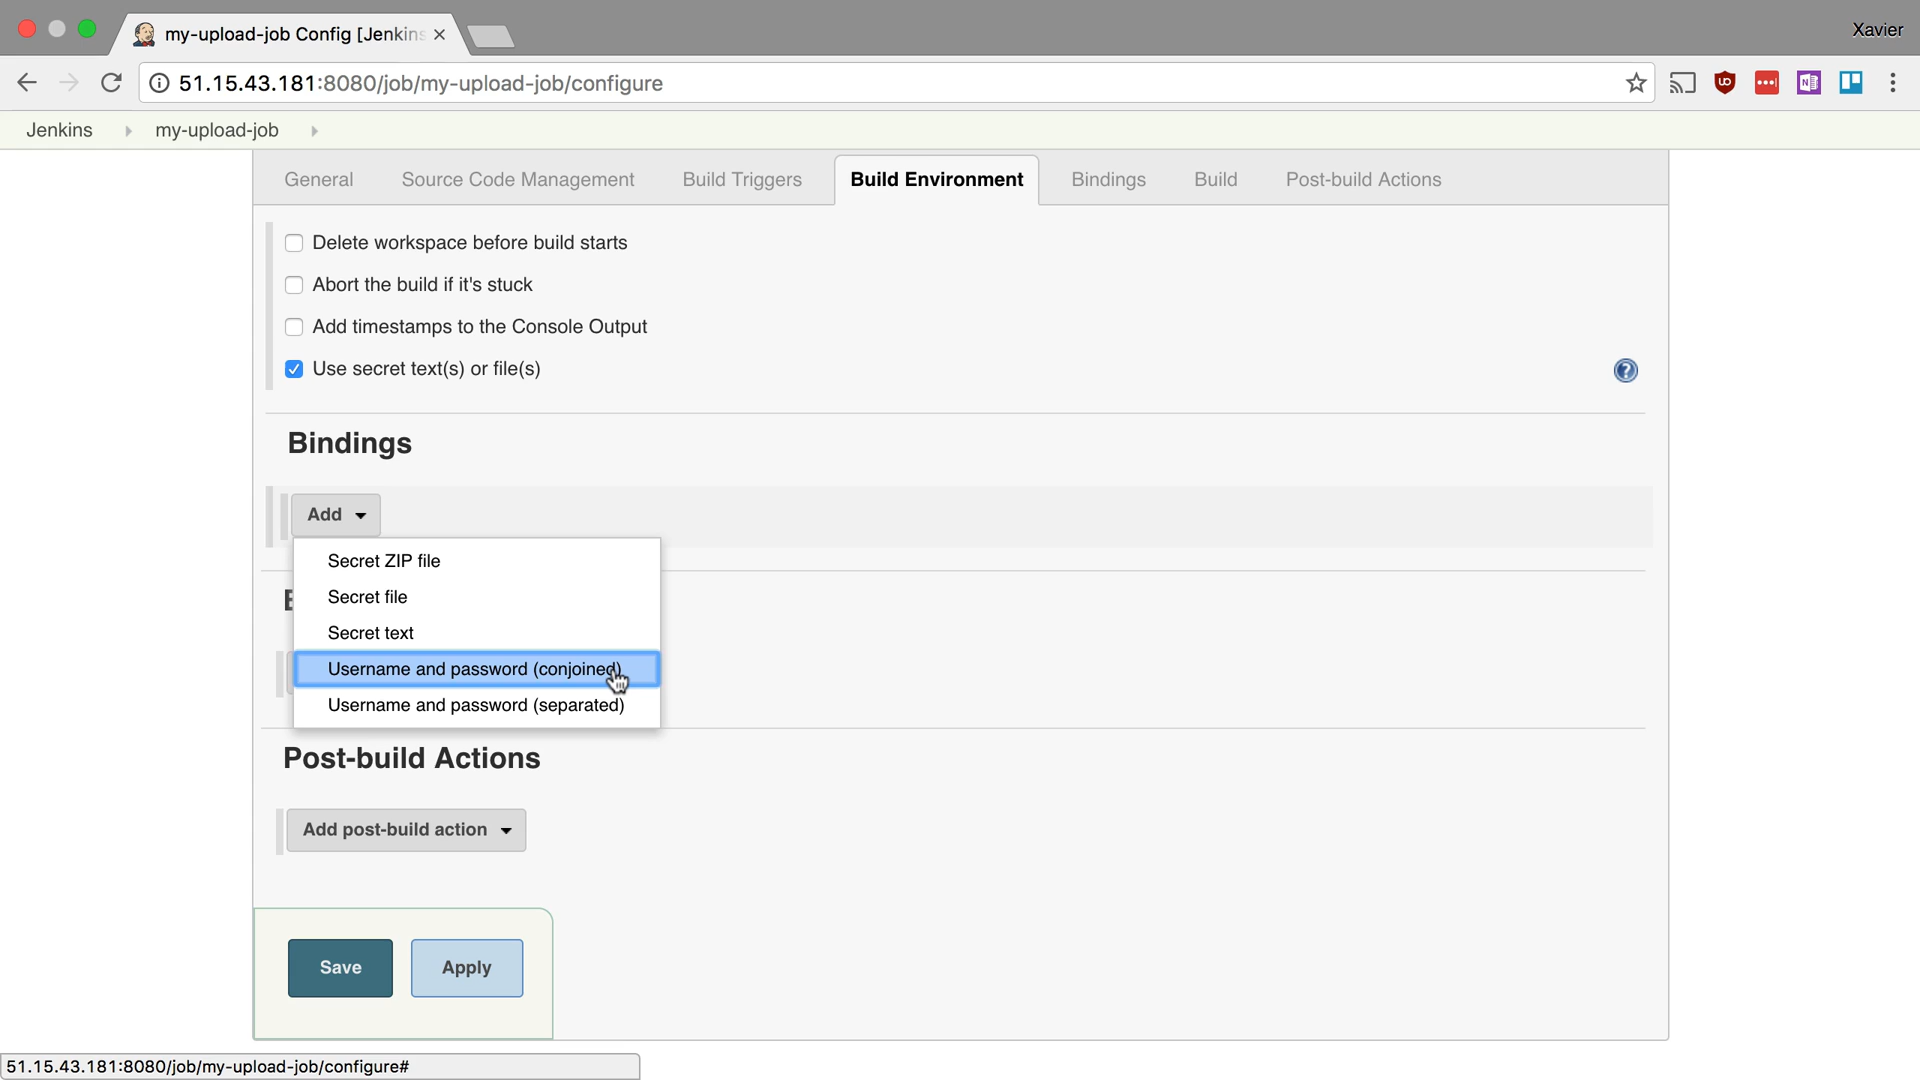 my-upload-job Config [Jenkins
Xavier
51.15.43.181:8080/job/my-upload-job/configure
Jenkins
my-upload-job
General
Source Code Management
Build Triggers
Build Environment
Bindings
Build
Post-build Actions
Delete workspace before build starts
Abort the build if it's stuck
Add timestamps to the Console Output
Use secret text(s) or file(s)
?
Bindings
Add
Secret ZIP file
Secret file
Secret text
Username and password (conjoined)
Username and password (separated)
Post-build Actions
Add post-build action
Save
Apply
51.15.43.181:8080/job/my-upload-job/configure#